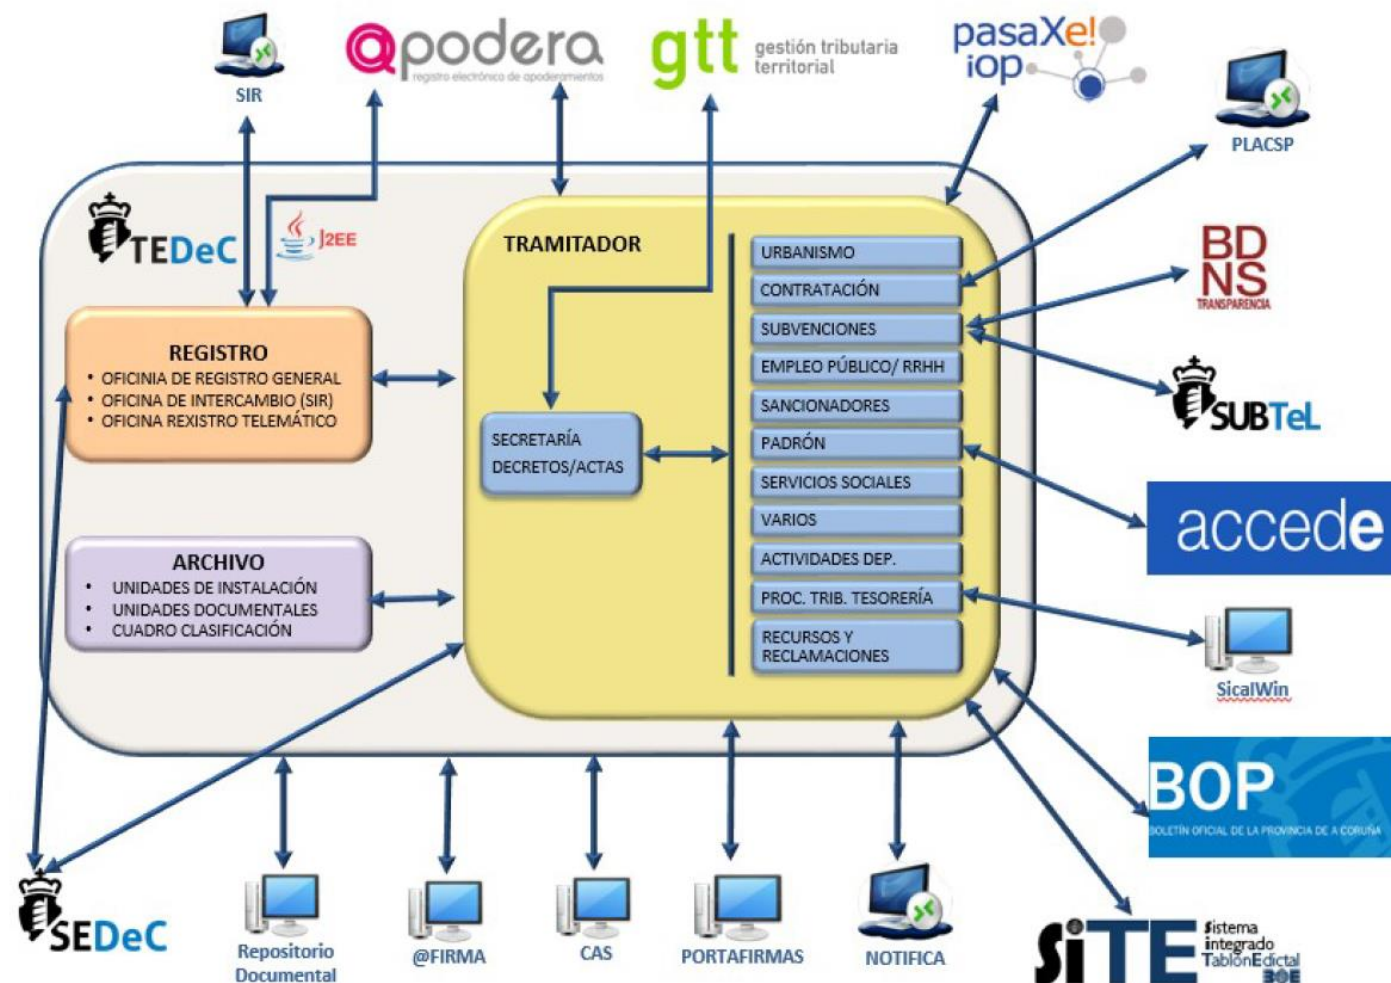 SIR
@podera
registro electrónico de apoderamientos
gtt
gestión tributaria
territorial
pasaXe!
iop
PLACSP
TEDeC
J2EE
TRAMITADOR
REGISTRO
• OFICINIA DE REGISTRO GENERAL
• OFICINA DE INTERCAMBIO (SIR)
• OFICINA REXISTRO TELEMÁTICO
ARCHIVO
• UNIDADES DE INSTALACIÓN
• UNIDADES DOCUMENTALES
• CUADRO CLASIFICACIÓN
SECRETARÍA
DECRETOS/ACTAS
URBANISMO
CONTRATACIÓN
SUBVENCIONES
EMPLEO PÚBLICO/ RRHH
SANCIONADORES
PADRÓN
SERVICIOS SOCIALES
VARIOS
ACTIVIDADES DEP.
PROC. TRIB. TESORERÍA
RECURSOS Y
RECLAMACIONES
BD
NS
TRANSPARENCIA
SUBTeL
accede
SicalWin
BOP
BOLETÍN OFICIAL DE LA PROVINCIA DE A CORUÑA
SEDeC
Repositorio
Documental
@FIRMA
CAS
PORTAFIRMAS
NOTIFICA
SiTE
Sistema
integrado
TablónEdictal
BOE